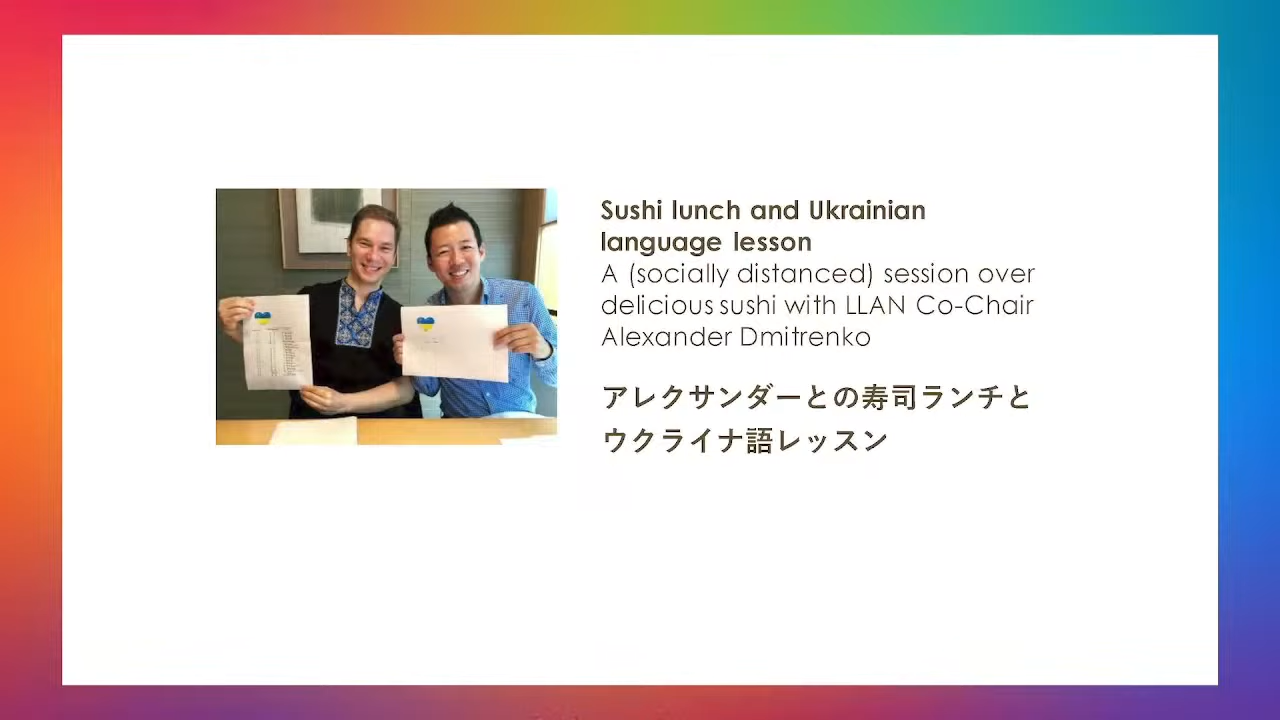 Sushi lunch and Ukrainian
language lesson
A (socially distanced) session over
delicious sushi with LLAN Co-Chair
Alexander Dmitrenko
アレクサンダーとの寿司ランチと
ウクライナ語レッスン